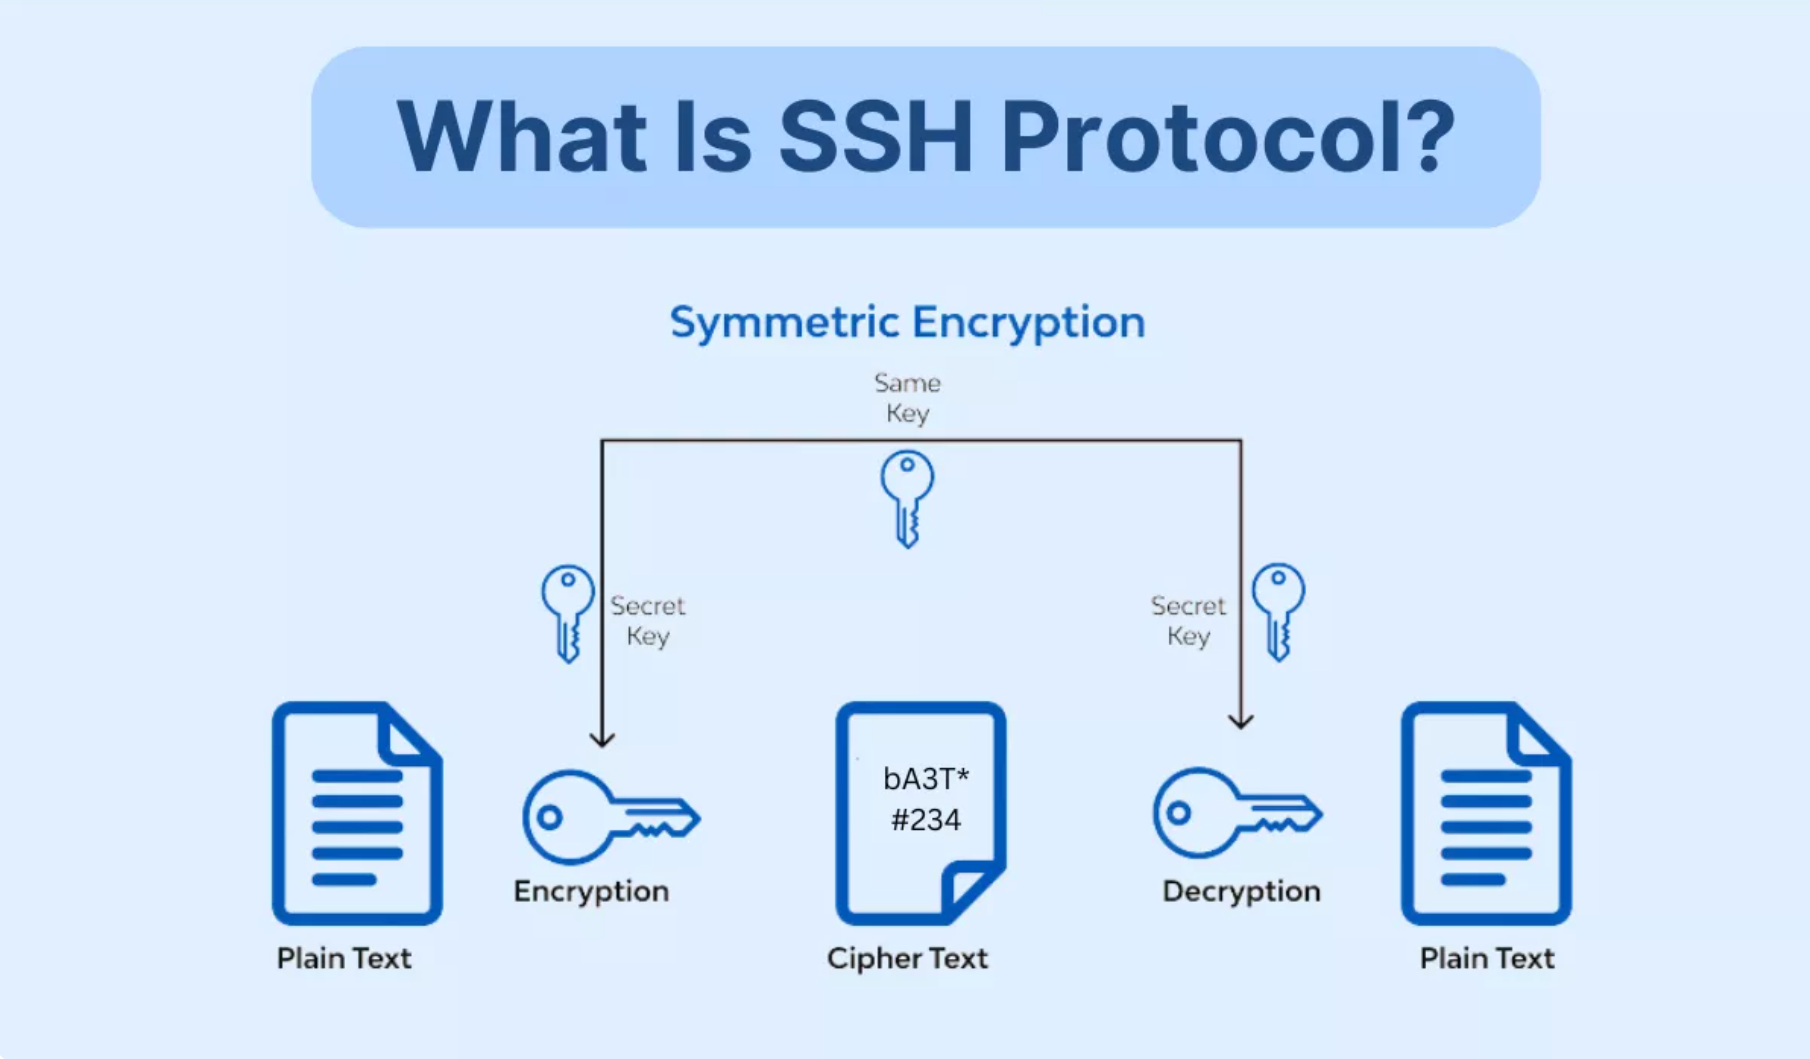 What Is SSH Protocol?
Symmetric Encryption
Same
Key
Secret
Key
Secret
Key
bA3T*
#234
Encryption
Decryption
Plain Text
Cipher Text
Plain Text